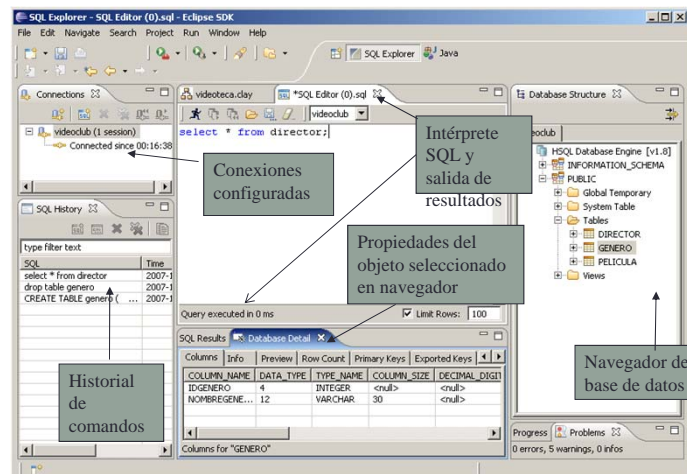 SQL Explorer - SQL Editor (0).sql - Eclipse SDK
File Edit Navigate Search Project Run Window Help
SQL Explorer Java
Connections
videoclub (1 session)
Connected since 00:16:38
videoteca.clay *SQL Editor (0).sql
videoclub
select * from director;
Intérprete
SQL y
salida de
resultados
Conexiones
configuradas
Database Structure
HSQL Database Engine [v1.8]
INFORMATION_SCHEMA
PUBLIC
Global Temporary
System Table
Tables
DIRECTOR
GENERO
PELICULA
Views
SQL History
type filter text
SQL Time
select * from director 2007-1
drop table genero 2007-1
CREATE TABLE genero ( ... 2007-1
Propiedades del
objeto seleccionado
en navegador
Query executed in 0 ms Limit Rows: 100
SQL Results Database Detail
Columns Info Preview Row Count Primary Keys Exported Keys
COLUMN_NAME DATA_TYPE TYPE_NAME COLUMN_SIZE DECIMAL_DIGIT
IDGENERO 4 INTEGER <null> <null>
NOMBREGENE... 12 VARCHAR 30 <null>
Columns for "GENERO"
Historial
de
comandos
Navegador de
base de datos
Progress Problems
0 errors, 5 warnings, 0 infos